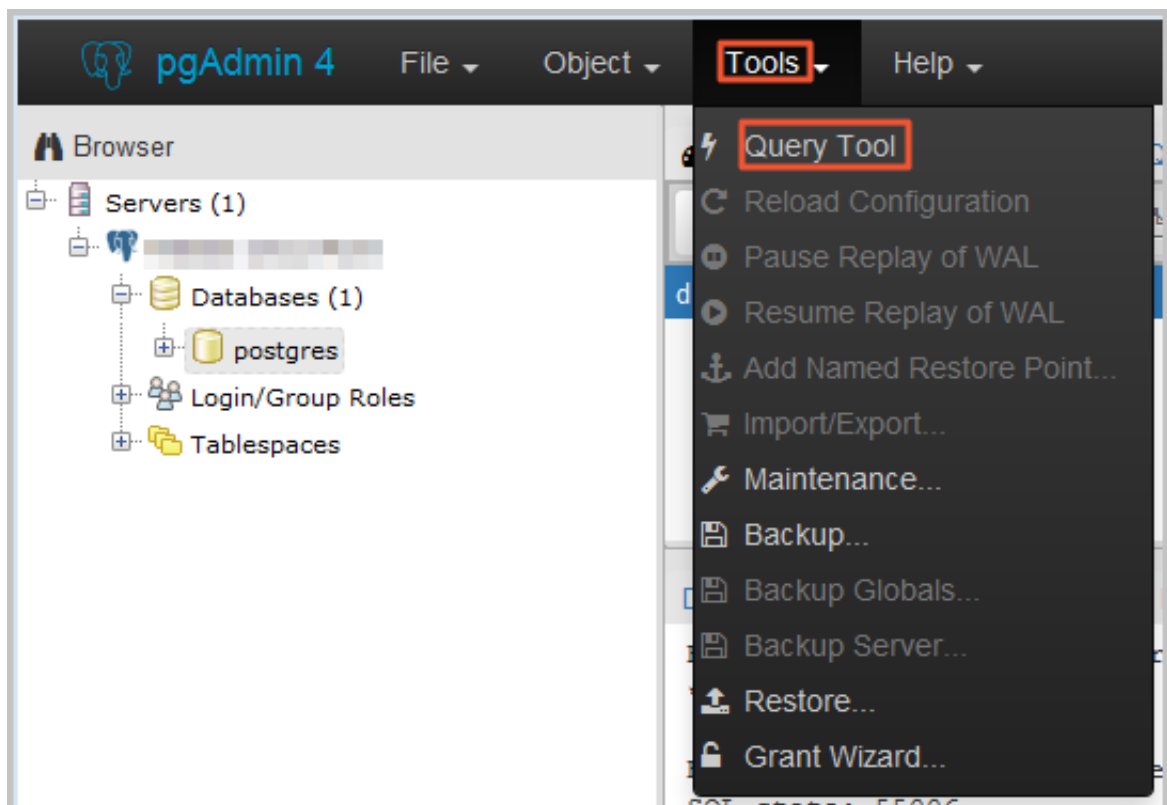 pgAdmin 4 File Object Tools Help
Browser
Servers (1)
Databases (1)
postgres
Login/Group Roles
Tablespaces
Query Tool
Reload Configuration
Pause Replay of WAL
Resume Replay of WAL
Add Named Restore Point...
Import/Export...
Maintenance...
Backup...
Backup Globals...
Backup Server...
Restore...
Grant Wizard...